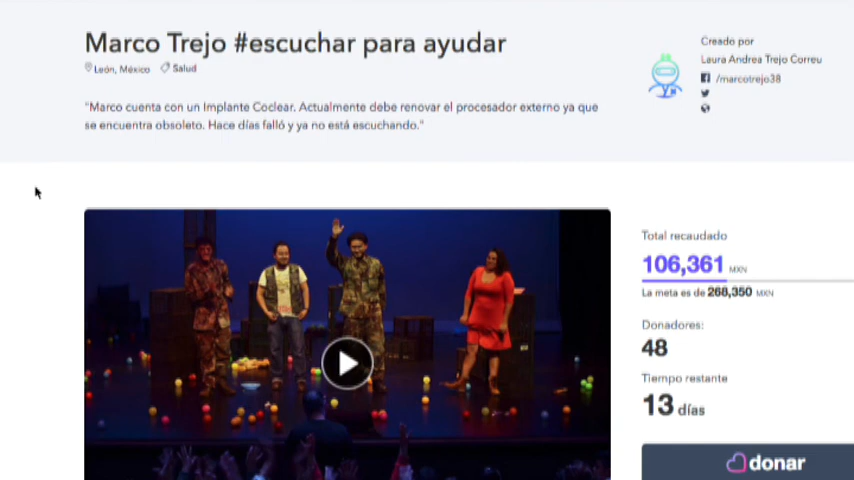 Marco Trejo #escuchar para ayudar
León, México Salud
"Marco cuenta con un Implante Coclear. Actualmente debe renovar el procesador externo ya que
se encuentra obsoleto. Hace días falló y ya no está escuchando."
Creado por
Laura Andrea Trejo Correu
/marcotrejo38
Total recaudado
106,361 MXN
La meta es de 268,350 MXN
Donadores:
48
Tiempo restante
13 días
donar